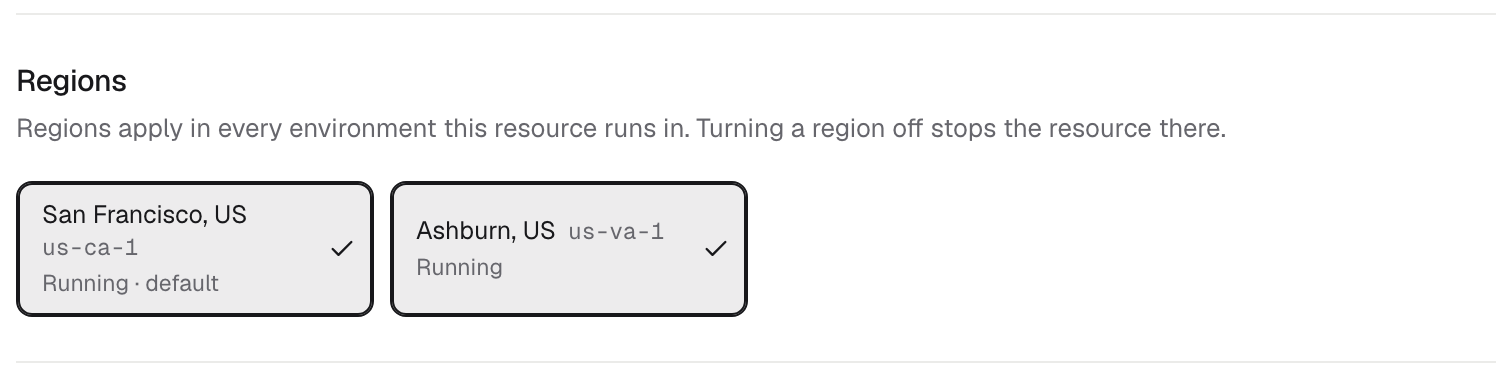 Regions
Regions apply in every environment this resource runs in. Turning a region off stops the resource there.
San Francisco, US
us-ca-1
Running · default
Ashburn, US us-va-1
Running